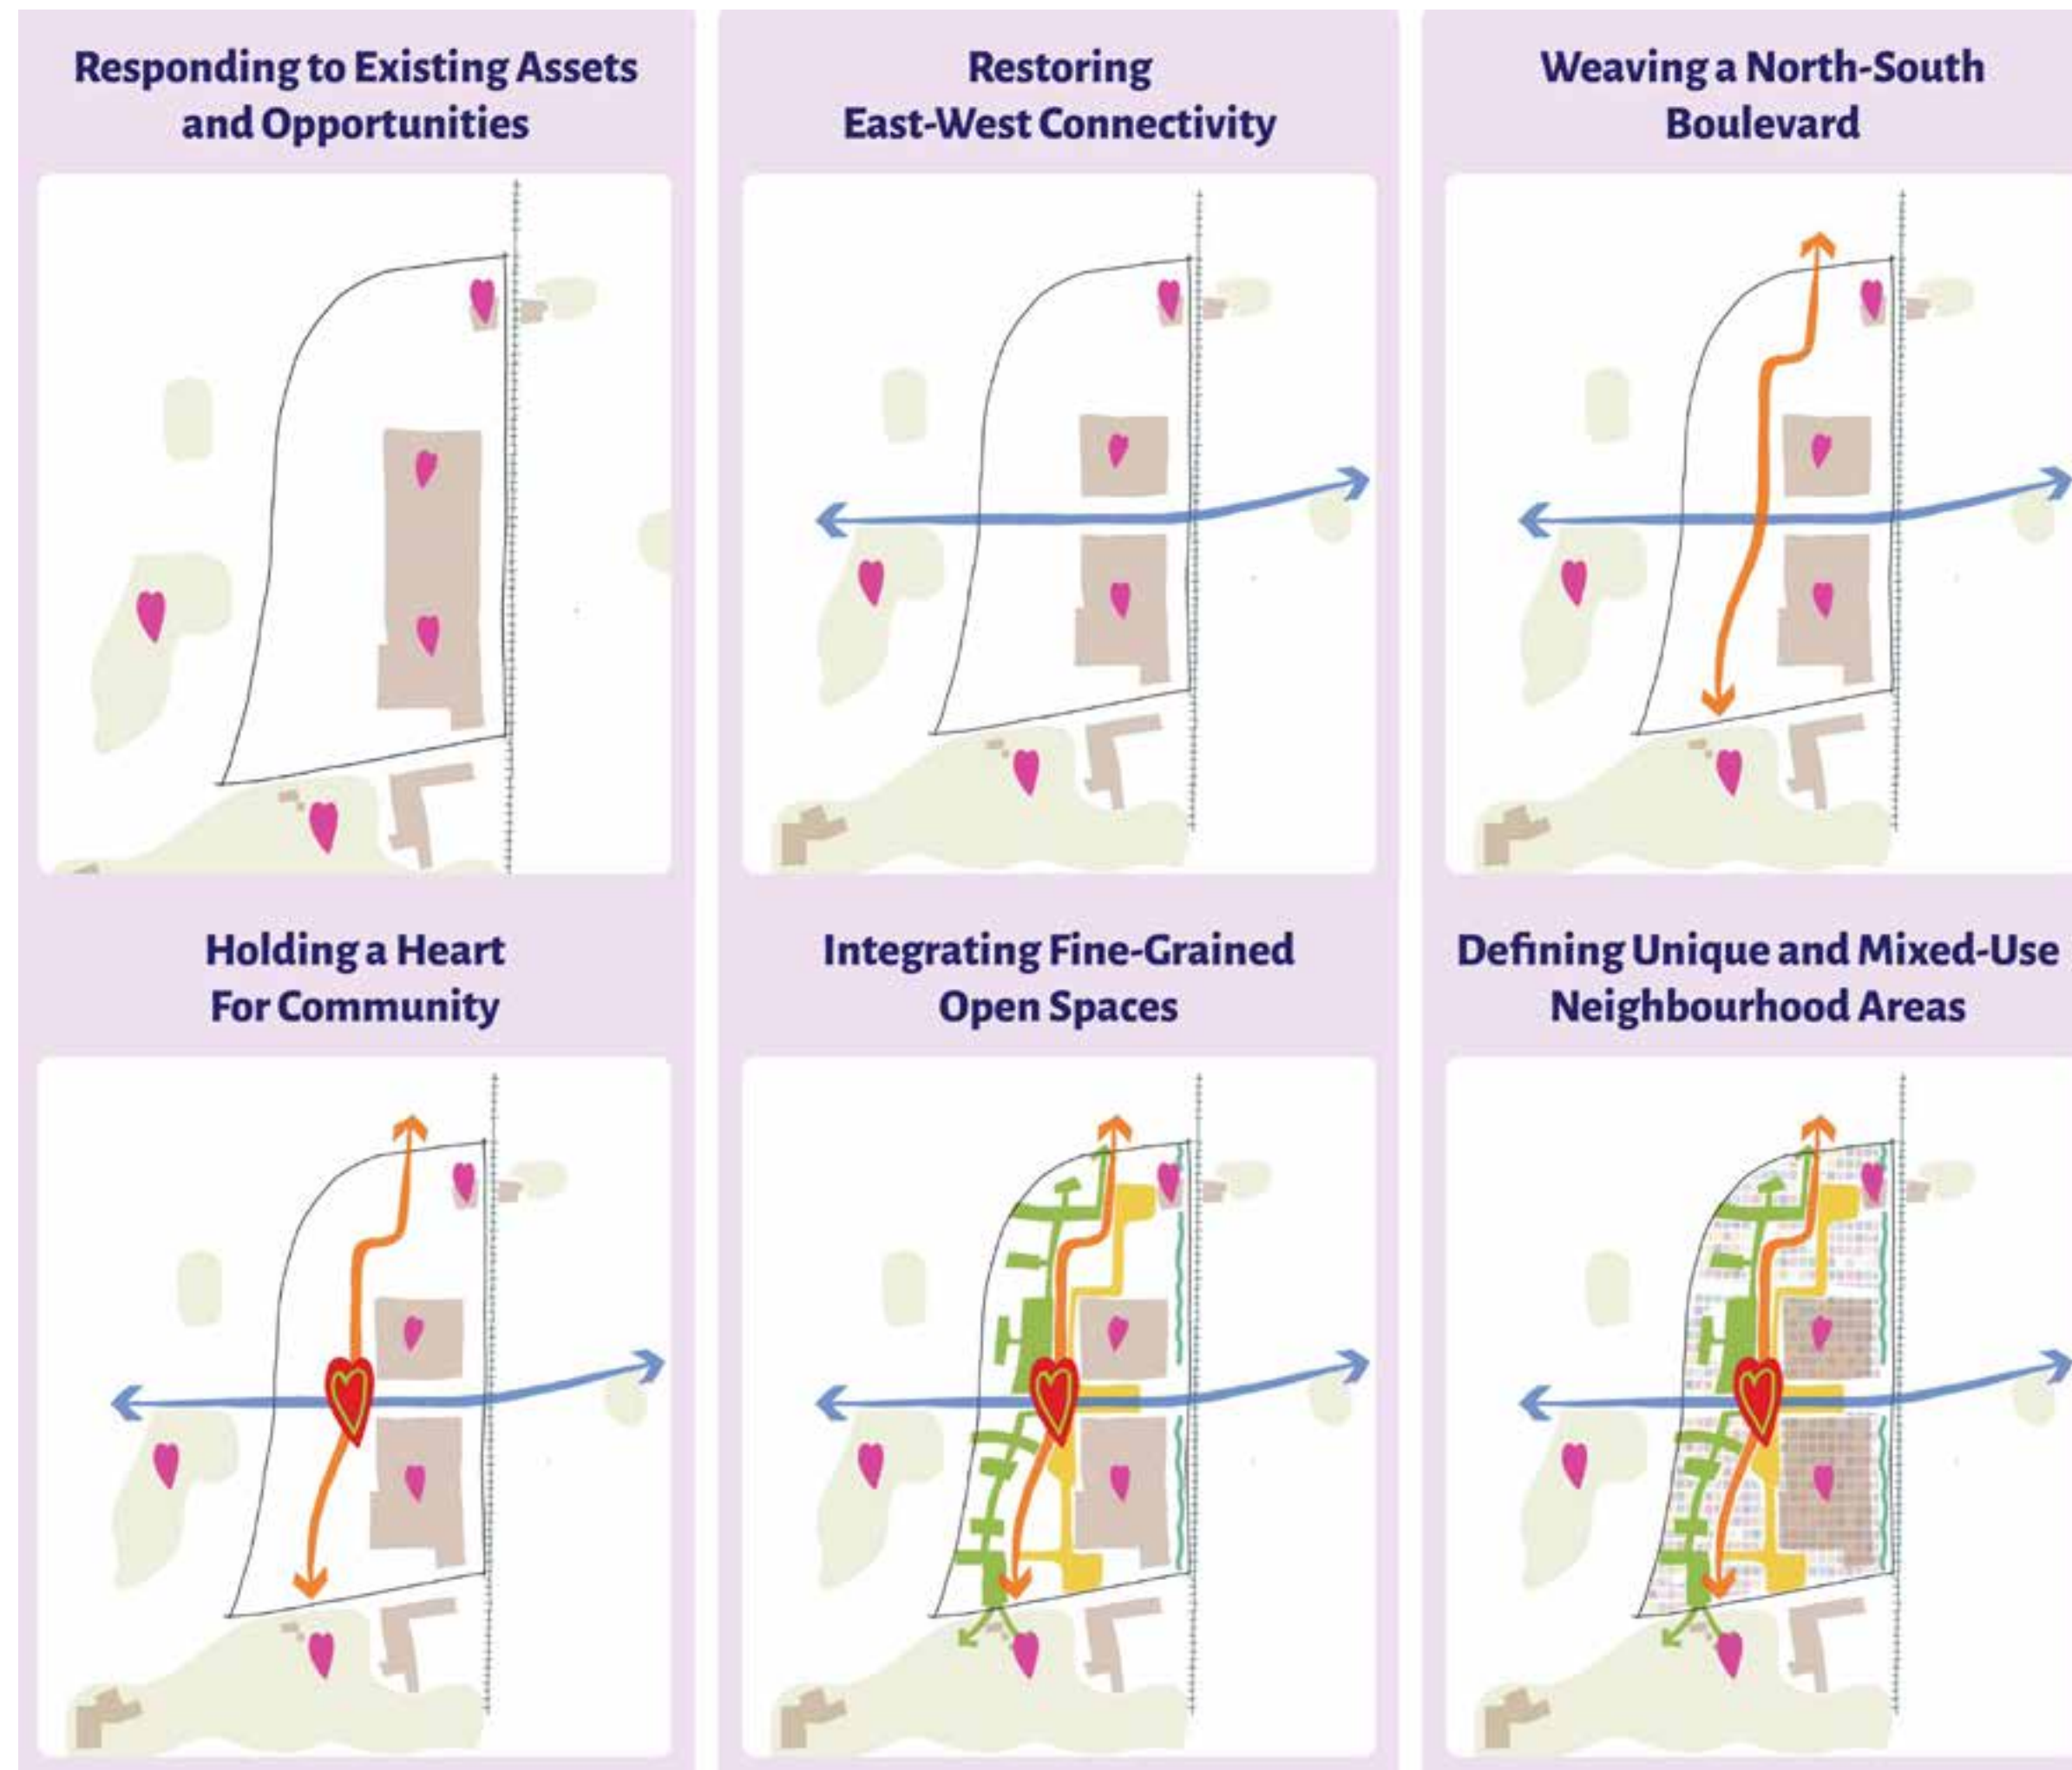 Responding to Existing Assets
and Opportunities
Restoring
East-West Connectivity
Weaving a North-South
Boulevard
Holding a Heart
For Community
Integrating Fine-Grained
Open Spaces
Defining Unique and Mixed-Use
Neighbourhood Areas